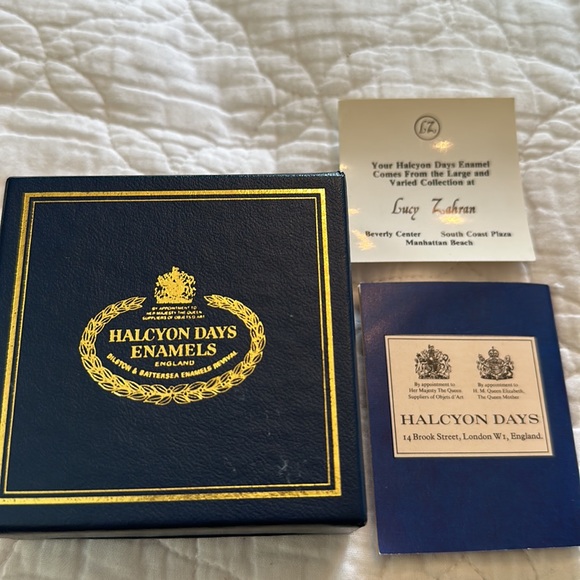 BY APPOINTMENT TO
HER MAJESTY THE QUEEN
SUPPLIERS OF OBJETS D'ART
HALCYON DAYS
ENAMELS
ENGLAND
BILSTON & BATTERSEA ENAMELS REVIVAL
LZ
Your Halcyon Days Enamel
Comes From the Large and
Varied Collection at
Lucy Zahran
Beverly Center South Coast Plaza
Manhattan Beach
By appointment to
Her Majesty The Queen
Suppliers of Objets d'Art
By appointment to
H. M. Queen Elizabeth,
The Queen Mother
HALCYON DAYS
14 Brook Street, London W1, England.